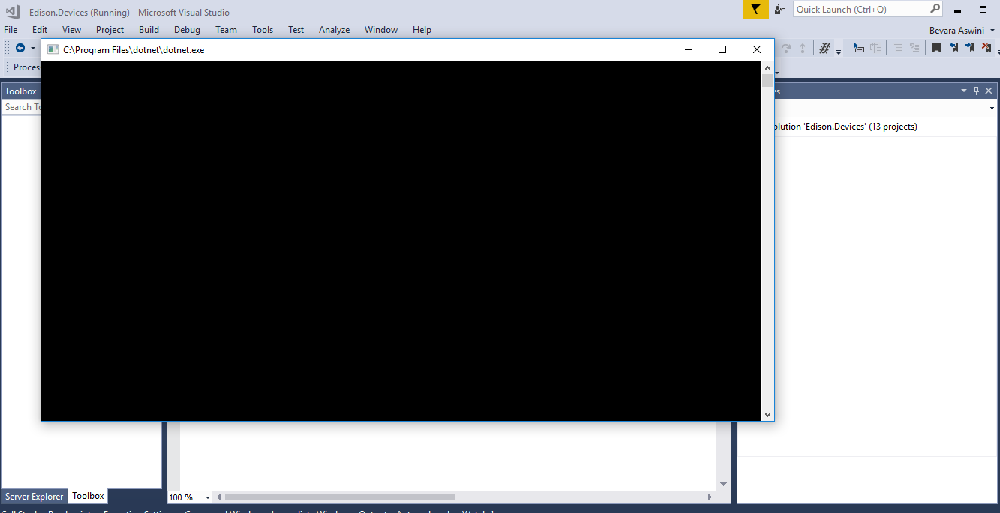 Edison.Devices (Running) - Microsoft Visual Studio
Quick Launch (Ctrl+Q)
File Edit View Project Build Debug Team Tools Test Analyze Window Help
Bevara Aswini
C:\Program Files\dotnet\dotnet.exe
Proces
Toolbox
es
Search To
olution 'Edison.Devices' (13 projects)
Server Explorer Toolbox
100 %